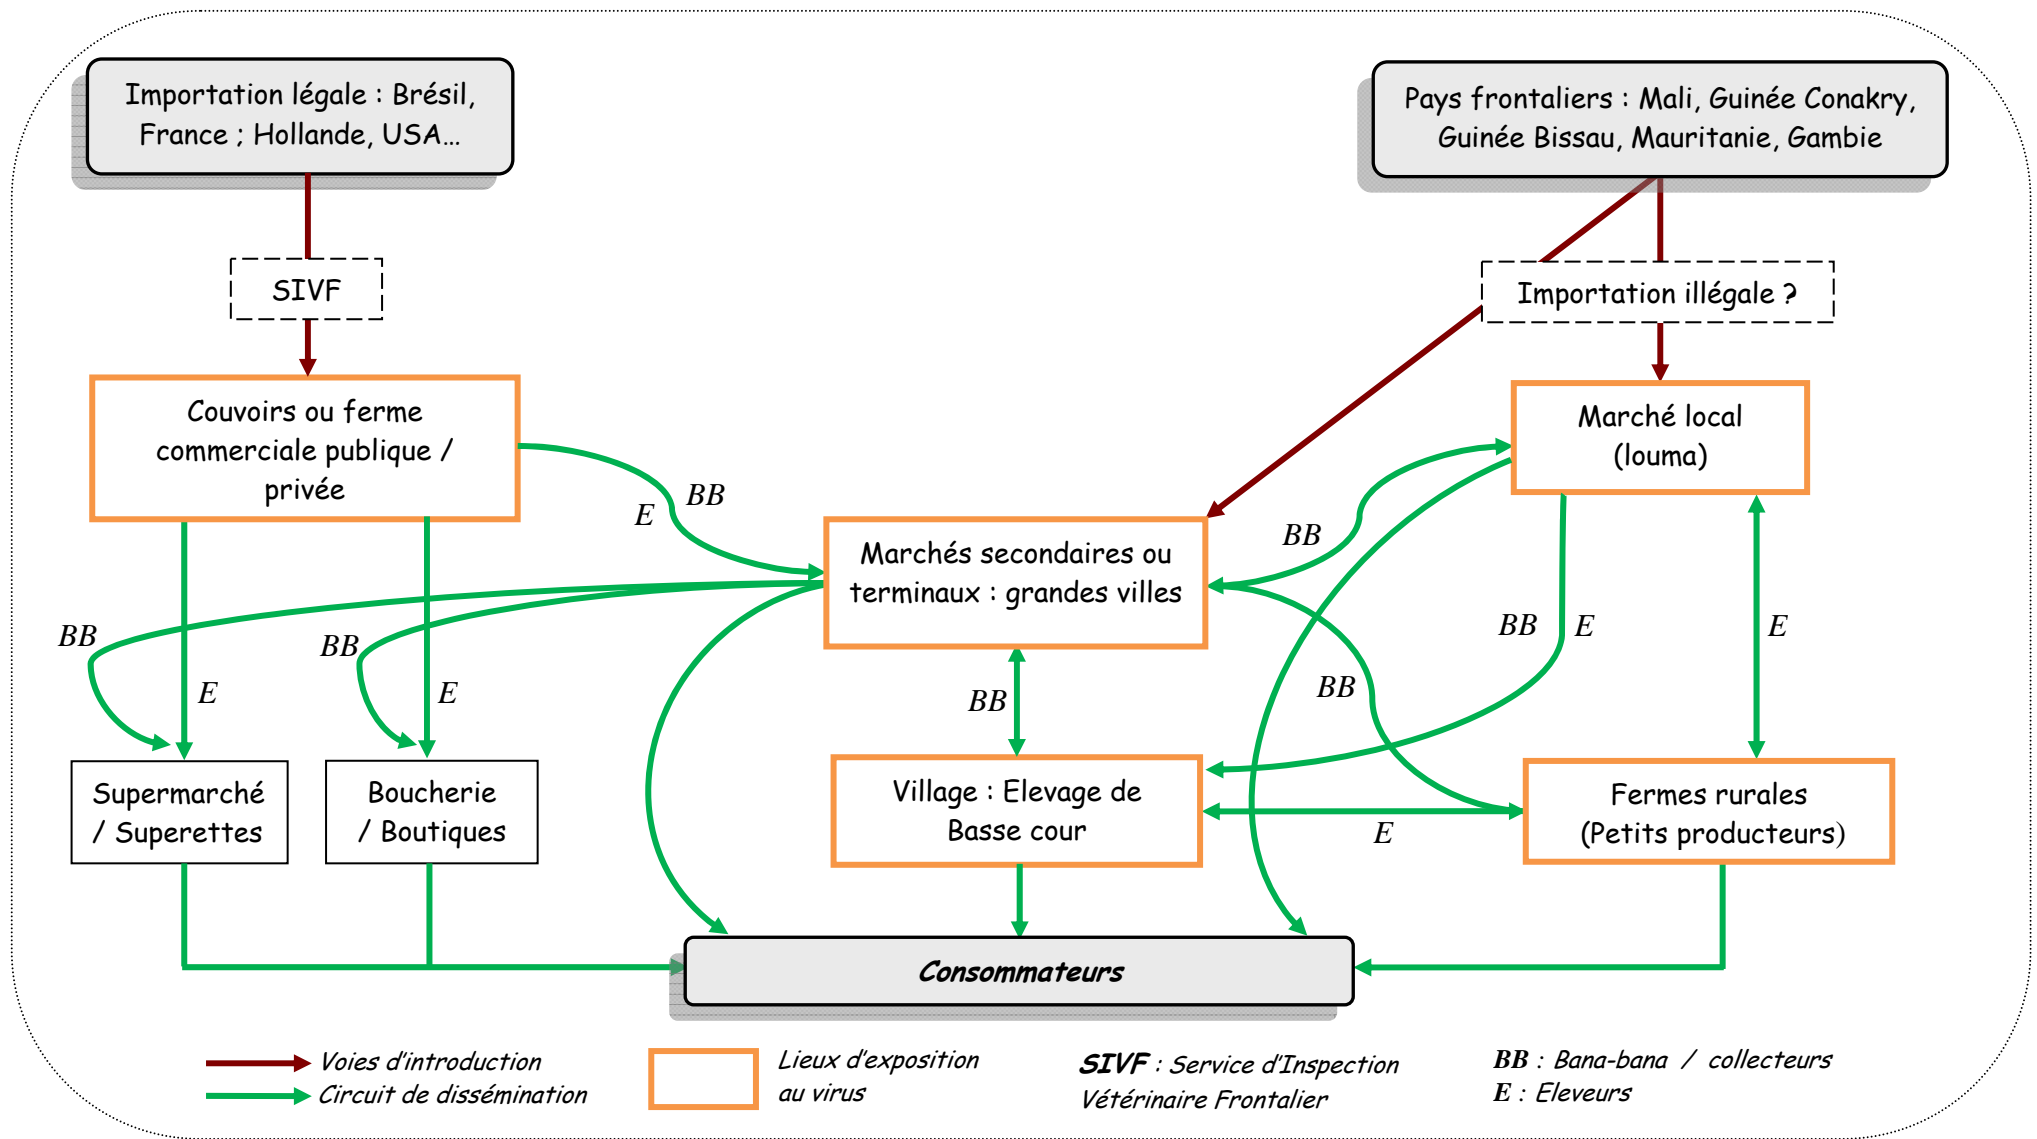 Importation légale : Brésil,
France ; Hollande, USA…
Pays frontaliers : Mali, Guinée Conakry,
Guinée Bissau, Mauritanie, Gambie
SIVF
Importation illégale ?
Couvoirs ou ferme
commerciale publique /
privée
Marché local
(louma)
BB
E
Marchés secondaires ou
terminaux : grandes villes
BB
BB
BB
E
E
BB
E
E
BB
BB
Supermarché
/ Superettes
Boucherie
/ Boutiques
Village : Elevage de
Basse cour
Fermes rurales
(Petits producteurs)
E
Consommateurs
Voies d'introduction
Circuit de dissémination
Lieux d'exposition
au virus
SIVF : Service d'Inspection
Vétérinaire Frontalier
BB : Bana-bana / collecteurs
E : Eleveurs